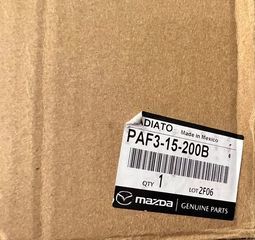 ADIATO
Made in Mexico
PAF3-15-200B
QTY 1 LOT 2F06
mazda GENUINE PARTS